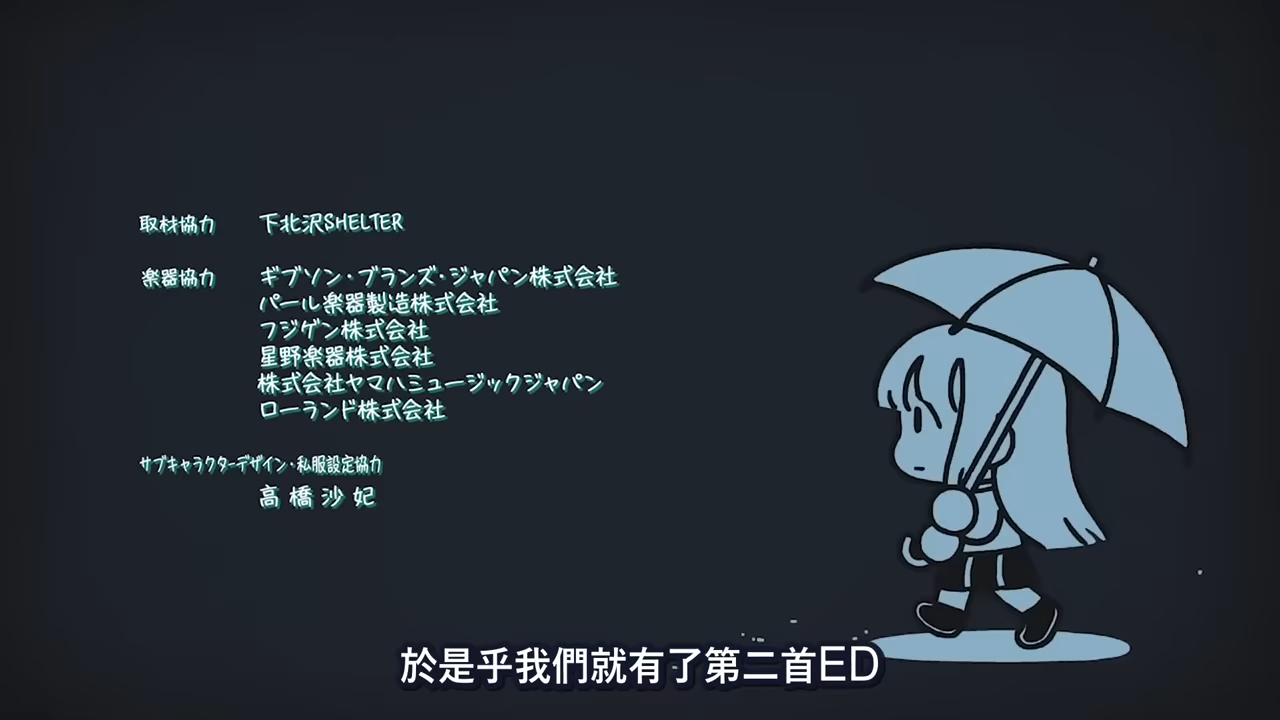 取材協力 下北沢SHELTER
楽器協力 ギブソン・ブランズ・ジャパン株式会社
パール楽器製造株式会社
フジゲン株式会社
星野楽器株式会社
株式会社ヤマハミュージックジャパン
ローランド株式会社
サブキャラクターデザイン・私服設定協力
高橋沙妃
於是乎我們就有了第二首ED